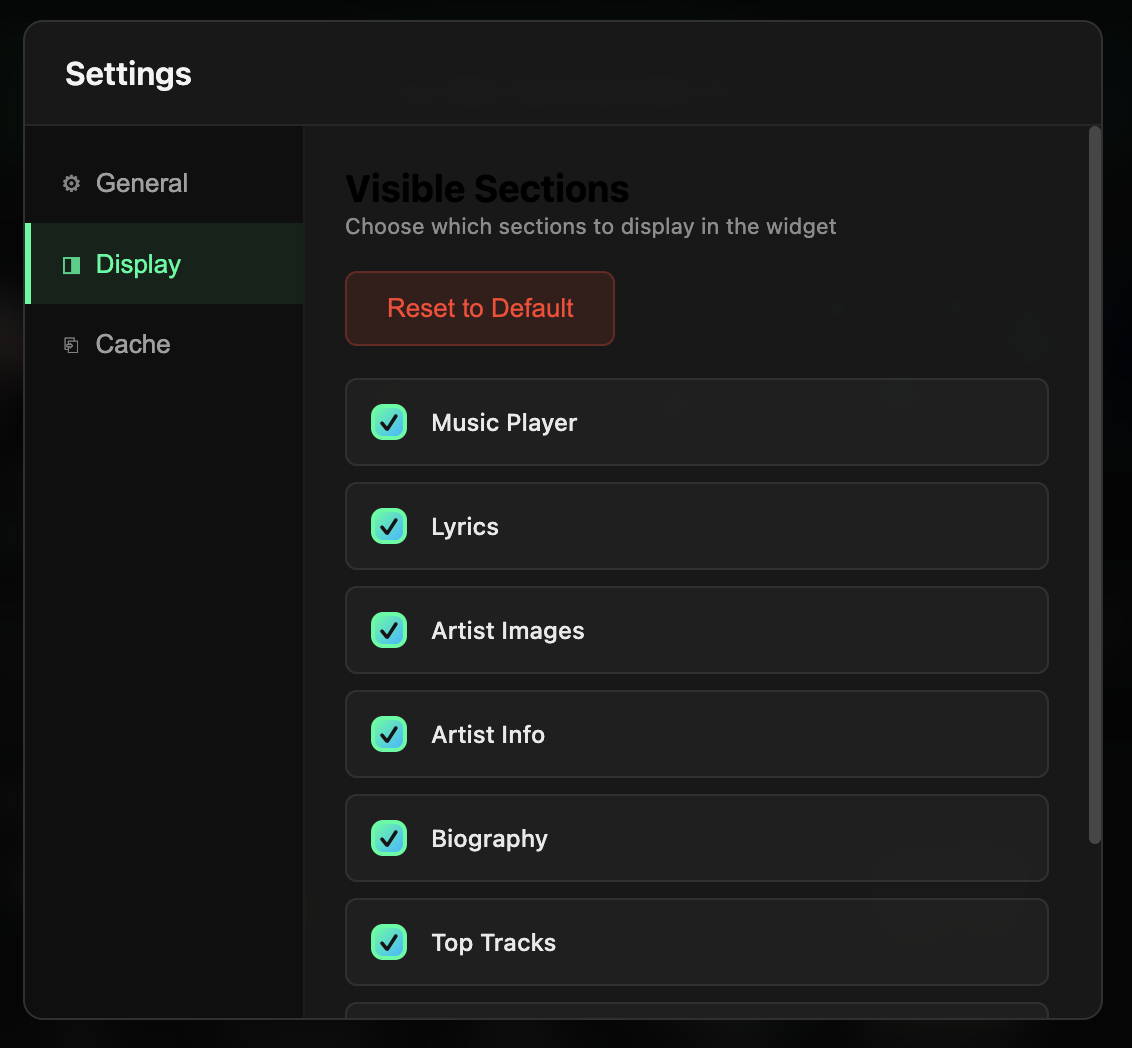 Settings
General
Display
Cache
Visible Sections
Choose which sections to display in the widget
Reset to Default
Music Player
Lyrics
Artist Images
Artist Info
Biography
Top Tracks